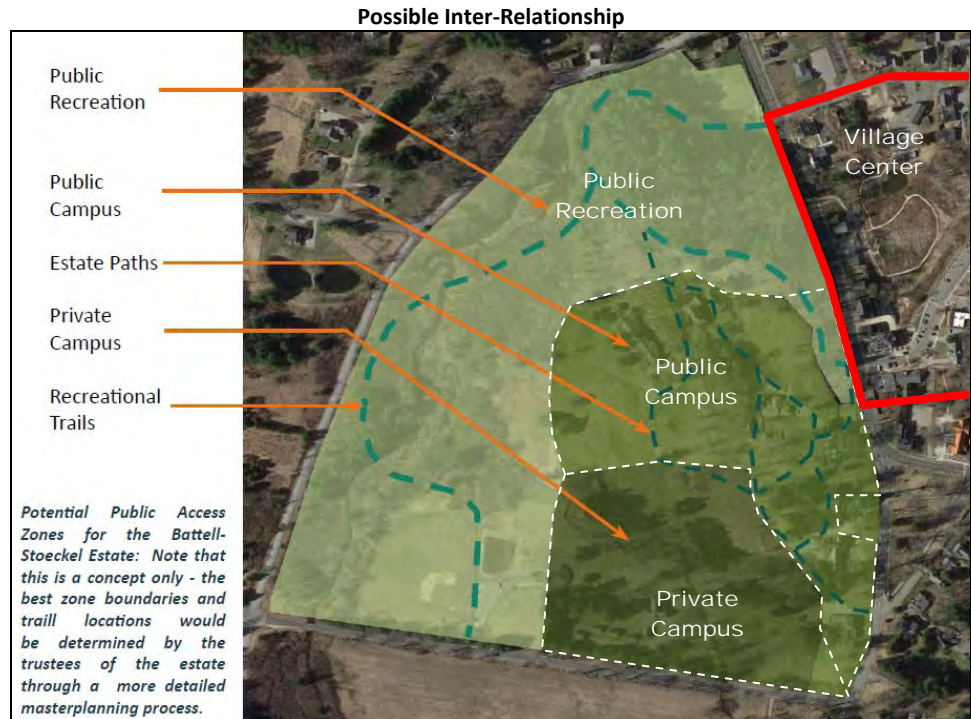 Possible Inter-Relationship
Public
Recreation
Public
Campus
Estate Paths
Private
Campus
Recreational
Trails
Potential Public Access
Zones for the Battell-
Stoeckel Estate: Note that
this is a concept only - the
best zone boundaries and
traill locations would
be determined by the
trustees of the estate
through a more detailed
masterplanning process.
Village
Center
Public
Recreation
Public
Campus
Private
Campus